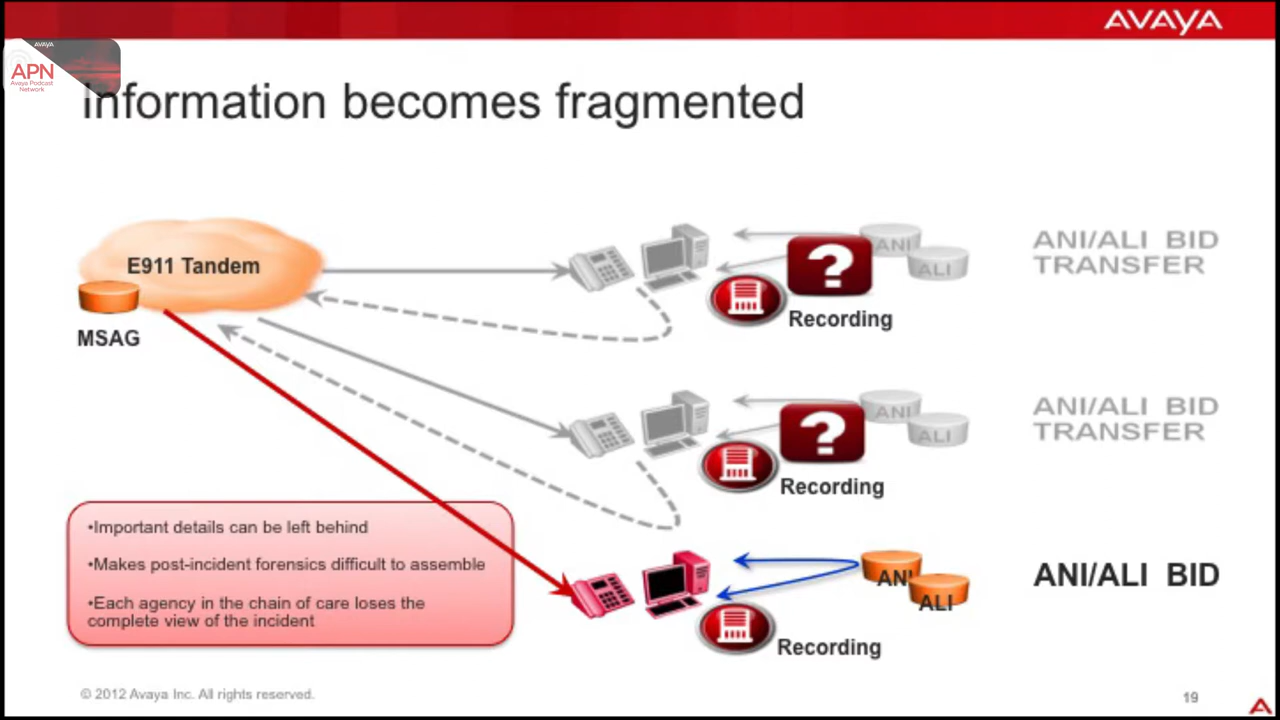 AVAYA
AVAYA
APN
Avaya Podcast
Network
Information becomes fragmented
E911 Tandem
MSAG
ANI
ALI
?
Recording
ANI/ALI BID
TRANSFER
ANI
ALI
?
Recording
ANI/ALI BID
TRANSFER
•Important details can be left behind
•Makes post-incident forensics difficult to assemble
•Each agency in the chain of care loses the
complete view of the incident
ANI
ALI
Recording
ANI/ALI BID
© 2012 Avaya Inc. All rights reserved.
19